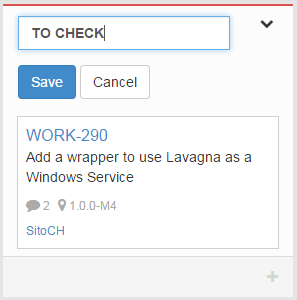 TO CHECK
Save Cancel
WORK-290
Add a wrapper to use Lavagna as a
Windows Service
2 1.0.0-M4
SitoCH